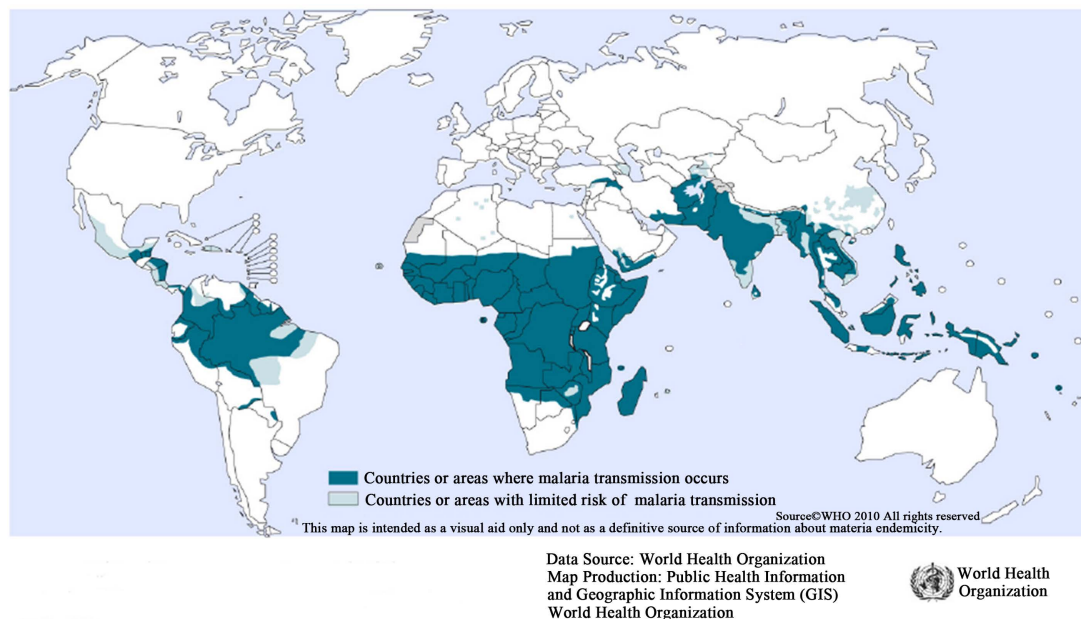 Countries or areas where malaria transmission occurs
Countries or areas with limited risk of malaria transmission
Source©WHO 2010 All rights reserved
This map is intended as a visual aid only and not as a definitive source of information about materia endemicity.
Data Source: World Health Organization
Map Production: Public Health Information
and Geographic Information System (GIS)
World Health Organization
World Health
Organization